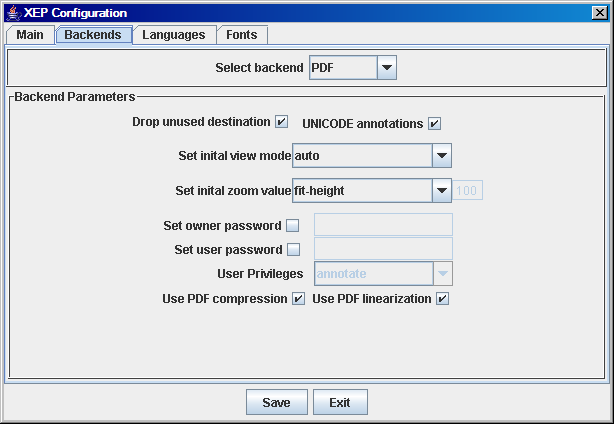 XEP Configuration
Main Backends Languages Fonts
Select backend PDF
Backend Parameters
Drop unused destination UNICODE annotations
Set inital view mode auto
Set inital zoom value fit-height 100
Set owner password
Set user password
User Privileges annotate
Use PDF compression Use PDF linearization
Save Exit